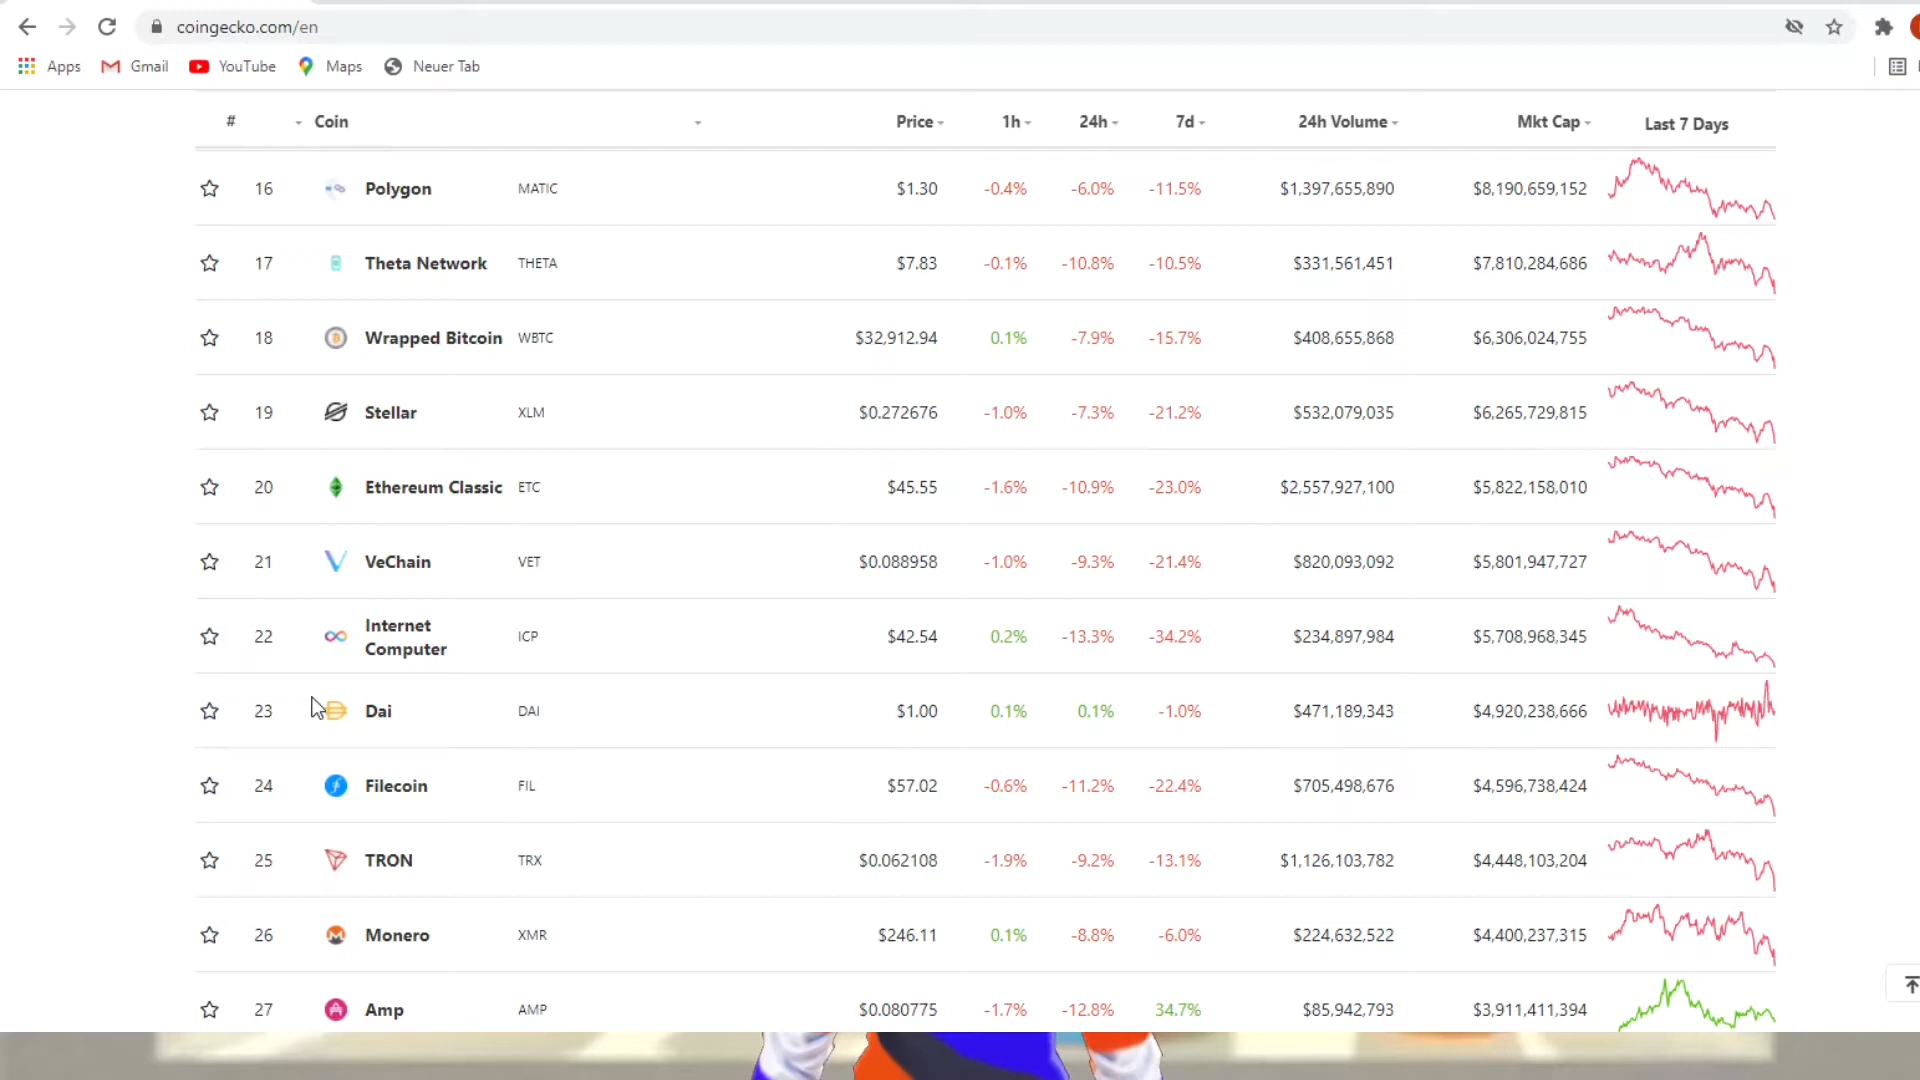 coingecko.com/en
Apps Gmail YouTube Maps Neuer Tab
# Coin Price 1h 24h 7d 24h Volume Mkt Cap Last 7 Days
16 Polygon MATIC $1.30 -0.4% -6.0% -11.5% $1,397,655,890 $8,190,659,152
17 Theta Network THETA $7.83 -0.1% -10.8% -10.5% $331,561,451 $7,810,284,686
18 Wrapped Bitcoin WBTC $32,912.94 0.1% -7.9% -15.7% $408,655,868 $6,306,024,755
19 Stellar XLM $0.272676 -1.0% -7.3% -21.2% $532,079,035 $6,265,729,815
20 Ethereum Classic ETC $45.55 -1.6% -10.9% -23.0% $2,557,927,100 $5,822,158,010
21 VeChain VET $0.088958 -1.0% -9.3% -21.4% $820,093,092 $5,801,947,727
22 Internet Computer ICP $42.54 0.2% -13.3% -34.2% $234,897,984 $5,708,968,345
23 Dai DAI $1.00 0.1% 0.1% -1.0% $471,189,343 $4,920,238,666
24 Filecoin FIL $57.02 -0.6% -11.2% -22.4% $705,498,676 $4,596,738,424
25 TRON TRX $0.062108 -1.9% -9.2% -13.1% $1,126,103,782 $4,448,103,204
26 Monero XMR $246.11 0.1% -8.8% -6.0% $224,632,522 $4,400,237,315
27 Amp AMP $0.080775 -1.7% -12.8% 34.7% $85,942,793 $3,911,411,394